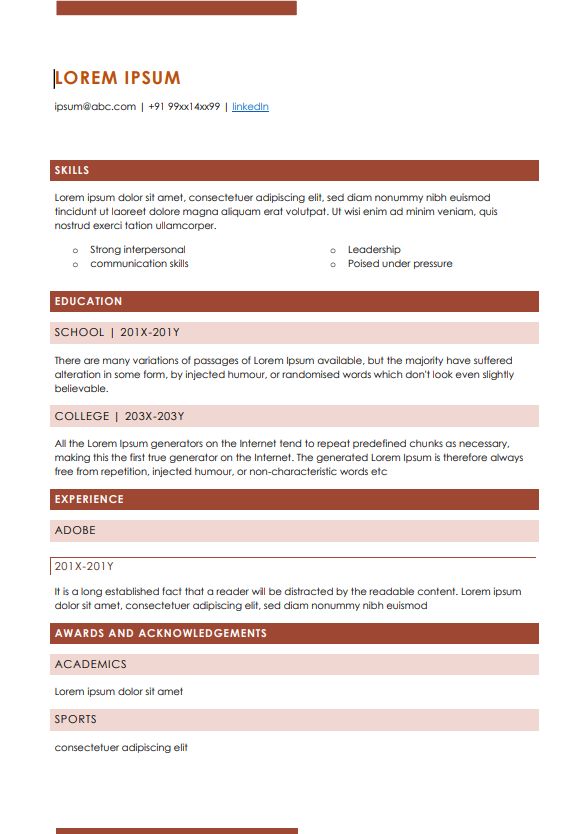 LOREM IPSUM
ipsum@abc.com | +91 99xx14xx99 | linkedIn
SKILLS
Lorem ipsum dolor sit amet, consectetuer adipiscing elit, sed diam nonummy nibh euismod
tincidunt ut laoreet dolore magna aliquam erat volutpat. Ut wisi enim ad minim veniam, quis
nostrud exerci tation ullamcorper.
o Strong interpersonal
o communication skills
o Leadership
o Poised under pressure
EDUCATION
SCHOOL | 201X-201Y
There are many variations of passages of Lorem Ipsum available, but the majority have suffered
alteration in some form, by injected humour, or randomised words which don't look even slightly
believable.
COLLEGE | 203X-203Y
All the Lorem Ipsum generators on the Internet tend to repeat predefined chunks as necessary,
making this the first true generator on the Internet. The generated Lorem Ipsum is therefore always
free from repetition, injected humour, or non-characteristic words etc
EXPERIENCE
ADOBE
201X-201Y
It is a long established fact that a reader will be distracted by the readable content. Lorem ipsum
dolor sit amet, consectetuer adipiscing elit, sed diam nonummy nibh euismod
AWARDS AND ACKNOWLEDGEMENTS
ACADEMICS
Lorem ipsum dolor sit amet
SPORTS
consectetuer adipiscing elit